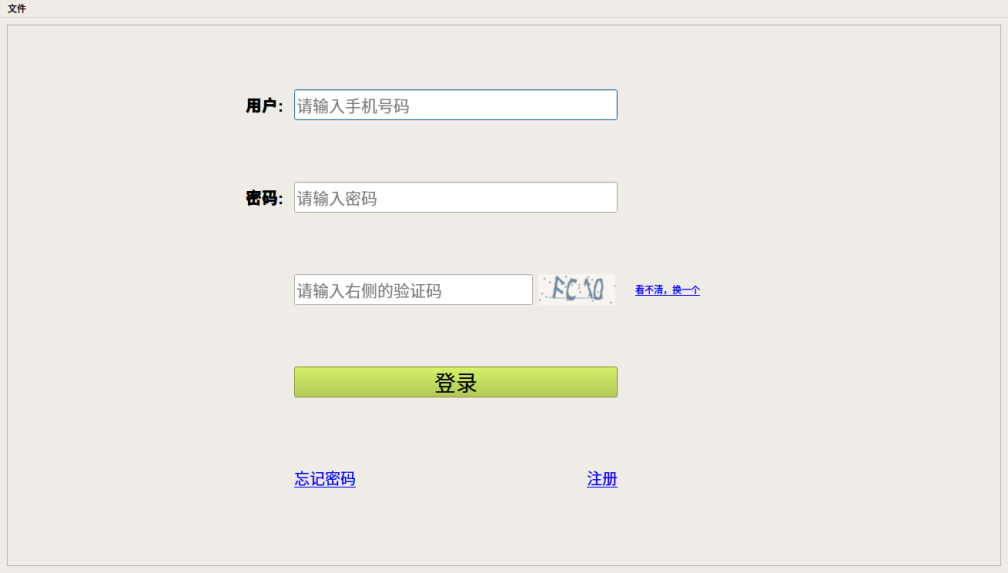 文件
用户：
请输入手机号码
密码：
请输入密码
请输入右侧的验证码
看不清，换一个
登录
忘记密码
注册